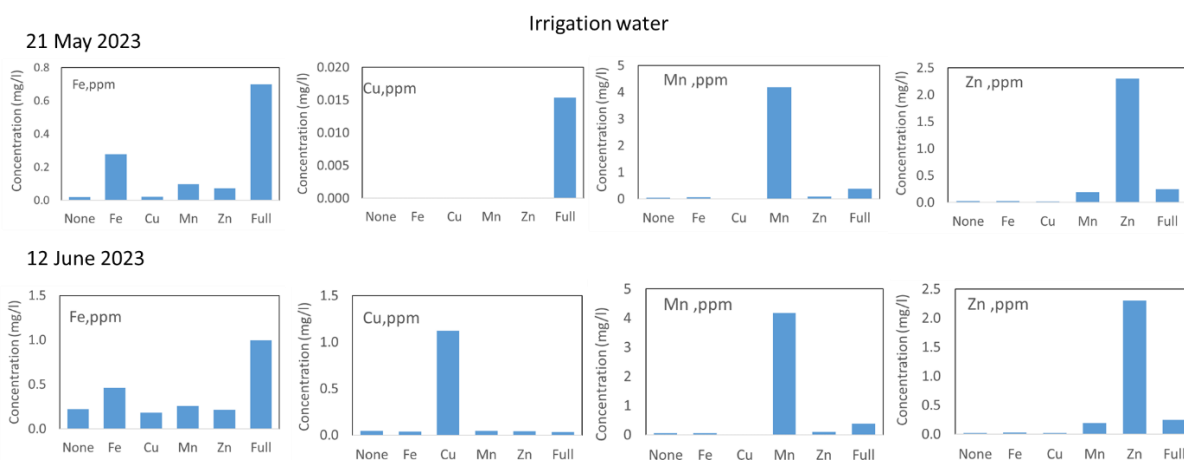 Irrigation water
21 May 2023
Concentration (mg/l)
0.8
0.6
0.4
0.2
0.0
Fe,ppm
None Fe Cu Mn Zn Full
Concentration (mg/l)
0.020
0.015
0.010
0.005
0.000
Cu,ppm
None Fe Cu Mn Zn Full
Concentration (mg/l)
5
4
3
2
1
0
Mn ,ppm
None Fe Cu Mn Zn Full
Concentration (mg/l)
2.5
2.0
1.5
1.0
0.5
0.0
Zn ,ppm
None Fe Cu Mn Zn Full
12 June 2023
Concentration (mg/l)
1.5
1.0
0.5
0.0
Fe,ppm
None Fe Cu Mn Zn Full
Concentration (mg/l)
1.5
1.0
0.5
0.0
Cu,ppm
None Fe Cu Mn Zn Full
Concentration (mg/l)
5
4
3
2
1
0
Mn ,ppm
None Fe Cu Mn Zn Full
Concentration (mg/l)
2.5
2.0
1.5
1.0
0.5
0.0
Zn ,ppm
None Fe Cu Mn Zn Full